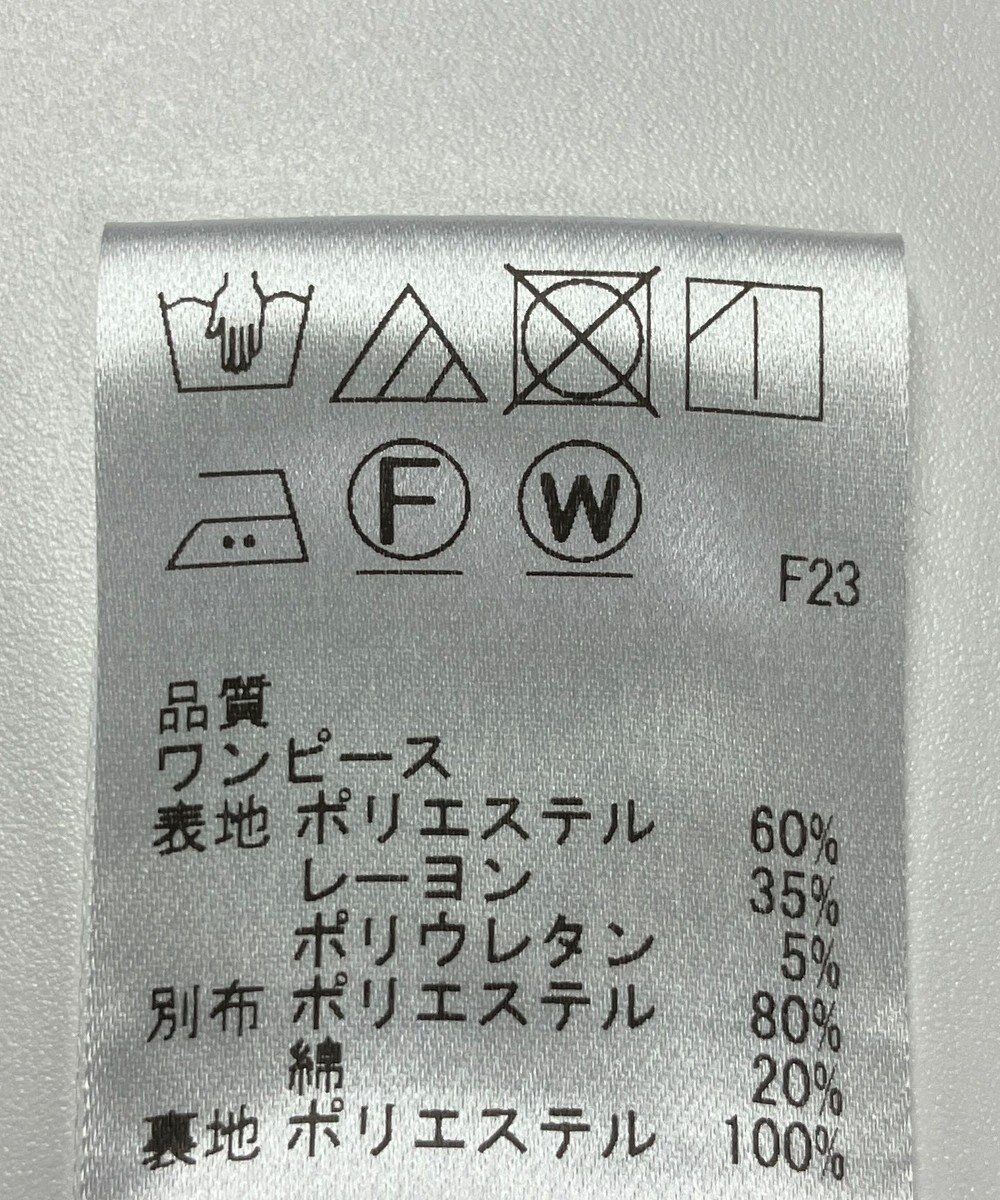 F W
F23
品質
ワンピース
表地 ポリエステル 60%
レーヨン 35%
ポリウレタン 5%
別布 ポリエステル 80%
綿 20%
裏地 ポリエステル 100%